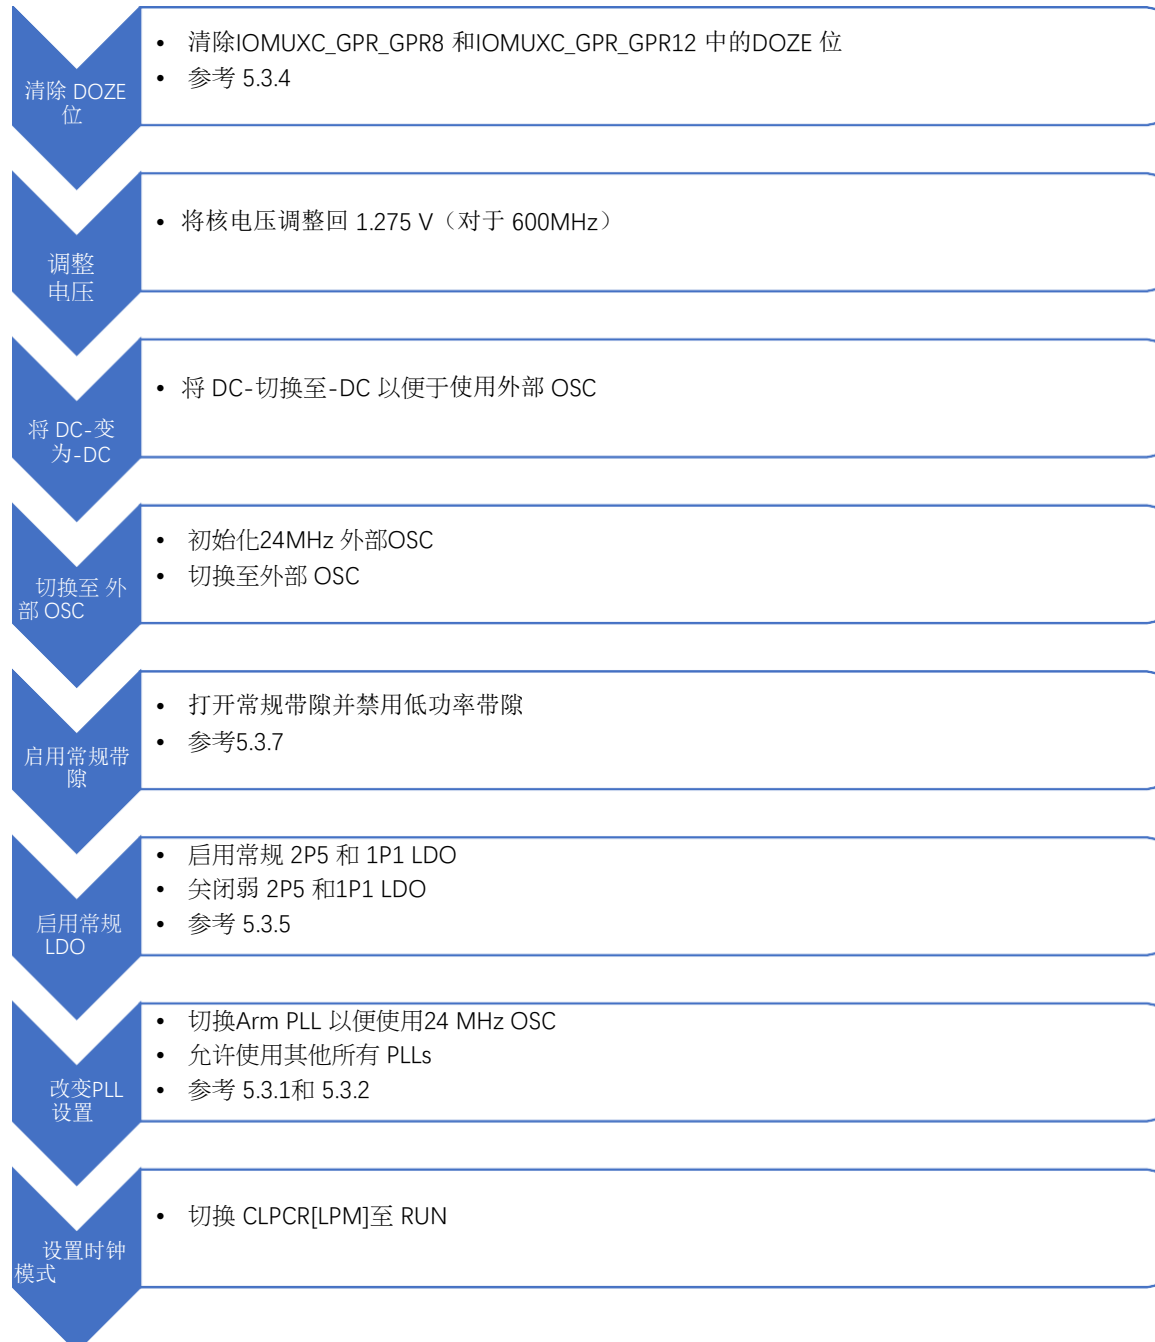 清除 DOZE
位
• 清除IOMUXC_GPR_GPR8 和IOMUXC_GPR_GPR12 中的DOZE 位
• 参考 5.3.4
调整
电压
• 将核电压调整回 1.275 V（对于 600MHz）
将 DC-变
为-DC
• 将 DC-切换至-DC 以便于使用外部 OSC
切换至 外
部 OSC
• 初始化24MHz 外部OSC
• 切换至外部 OSC
启用常规带
隙
• 打开常规带隙并禁用低功率带隙
• 参考5.3.7
启用常规
LDO
• 启用常规 2P5 和 1P1 LDO
• 关闭弱 2P5 和1P1 LDO
• 参考 5.3.5
改变PLL
设置
• 切换Arm PLL 以便使用24 MHz OSC
• 允许使用其他所有 PLLs
• 参考 5.3.1和 5.3.2
设置时钟
模式
• 切换 CLPCR[LPM]至 RUN